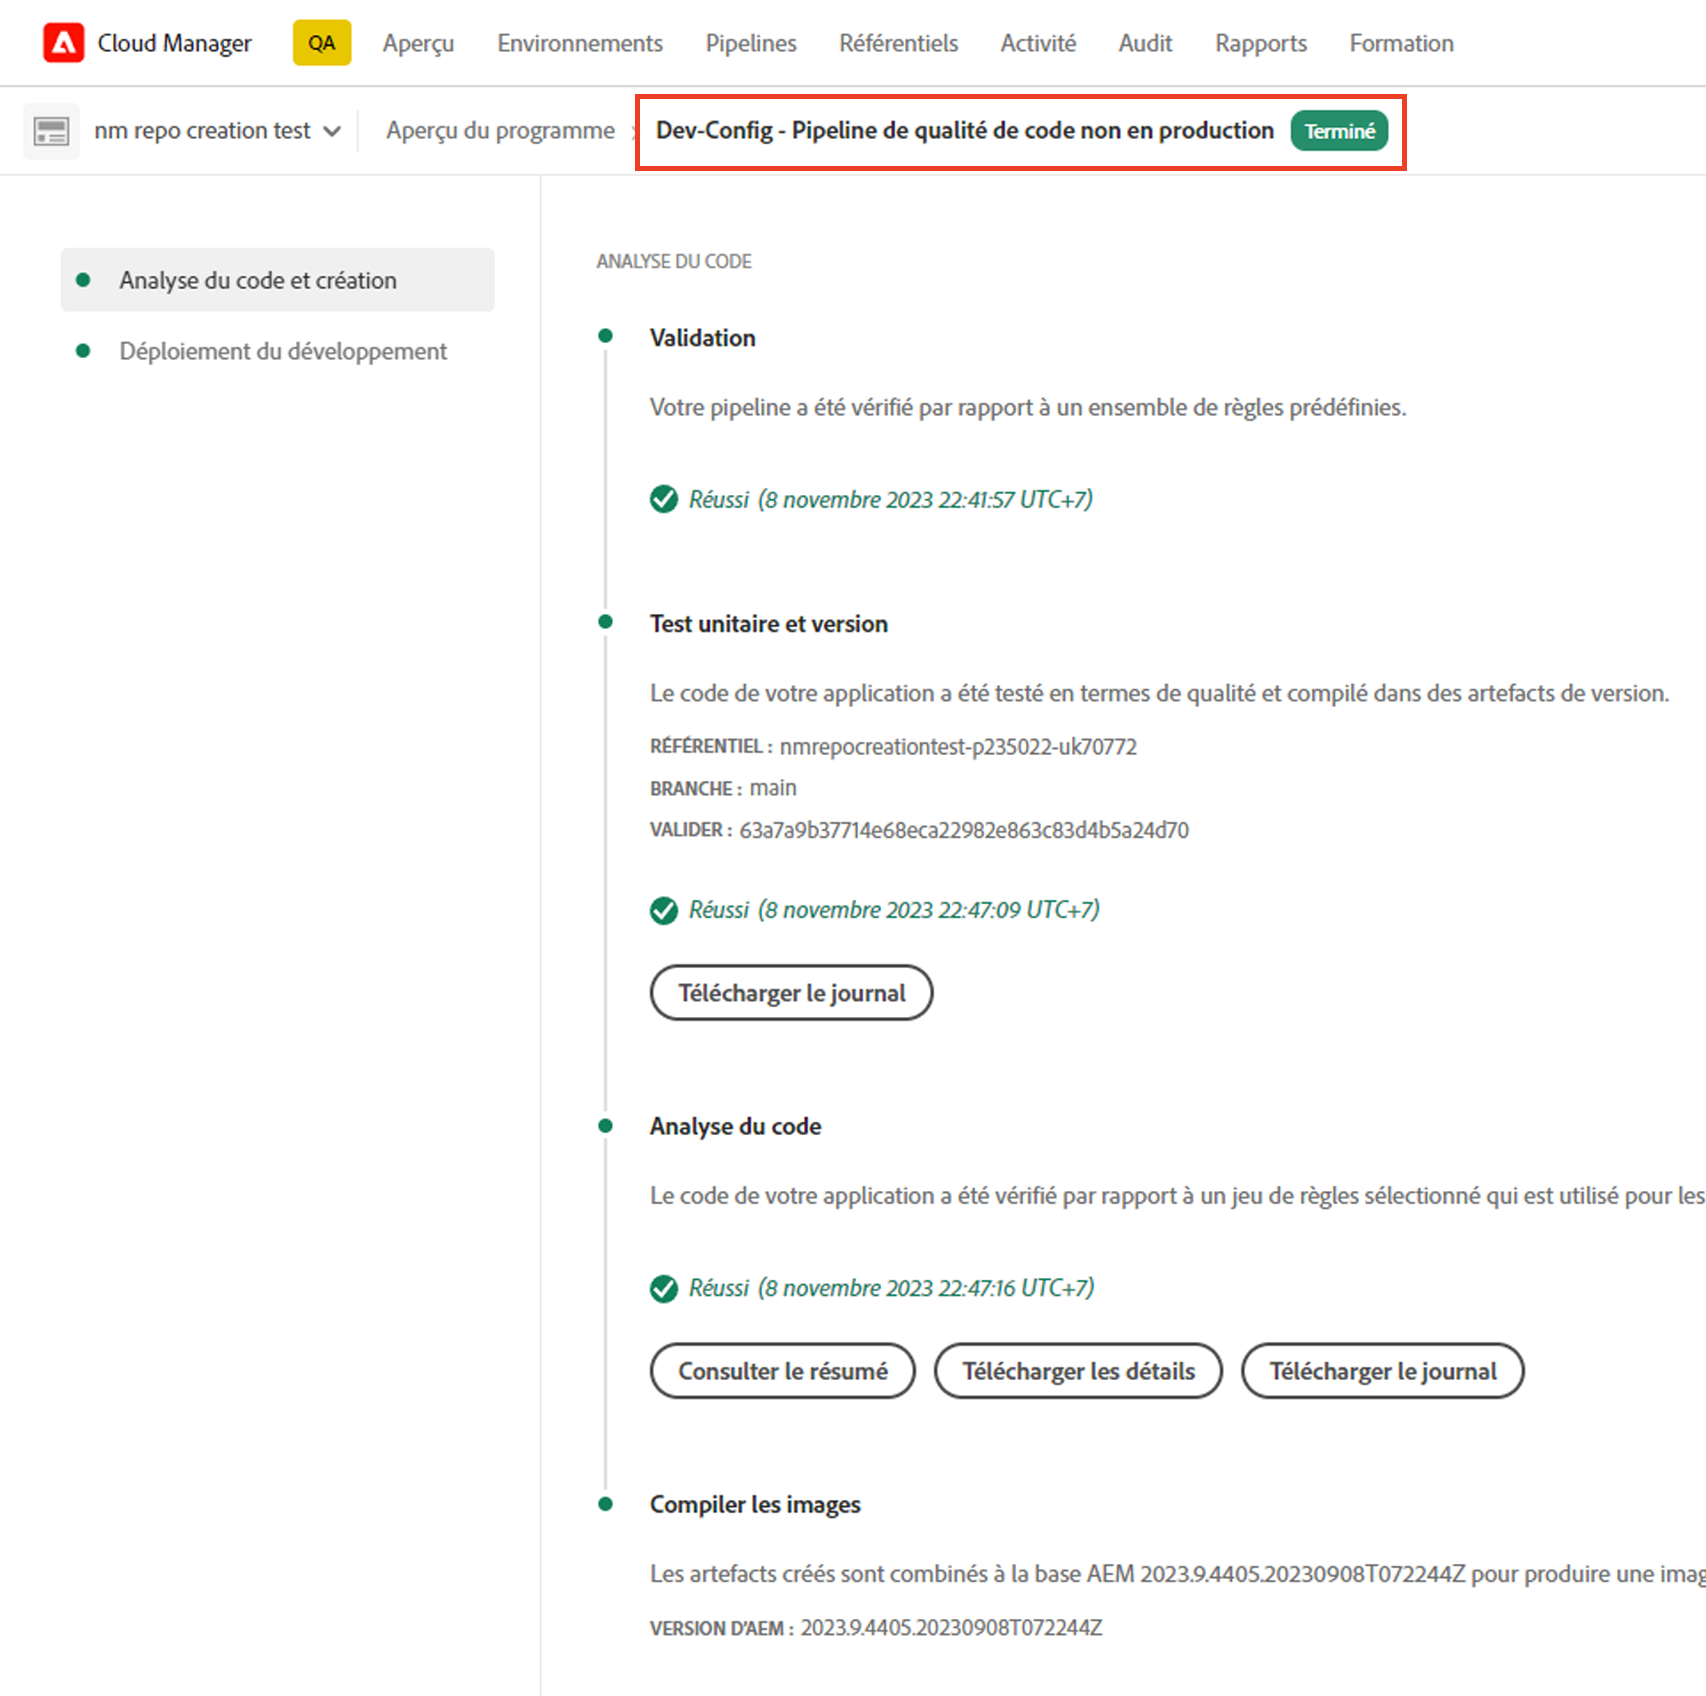 Cloud Manager QA Aperçu Environnements Pipelines Référentiels Activité Audit Rapports Formation
nm repo creation test Aperçu du programme Dev-Config - Pipeline de qualité de code non en production Terminé
Analyse du code et création
Déploiement du développement
ANALYSE DU CODE
Validation
Votre pipeline a été vérifié par rapport à un ensemble de règles prédéfinies.
Réussi (8 novembre 2023 22:41:57 UTC+7)
Test unitaire et version
Le code de votre application a été testé en termes de qualité et compilé dans des artefacts de version.
RÉFÉRENTIEL : nmrepocreationtest-p235022-uk70772
BRANCHE : main
VALIDER : 63a7a9b37714e68eca22982e863c83d4b5a24d70
Réussi (8 novembre 2023 22:47:09 UTC+7)
Télécharger le journal
Analyse du code
Le code de votre application a été vérifié par rapport à un jeu de règles sélectionné qui est utilisé pour les
Réussi (8 novembre 2023 22:47:16 UTC+7)
Consulter le résumé Télécharger les détails Télécharger le journal
Compiler les images
Les artefacts créés sont combinés à la base AEM 2023.9.4405.20230908T072244Z pour produire une imag
VERSION D'AEM : 2023.9.4405.20230908T072244Z